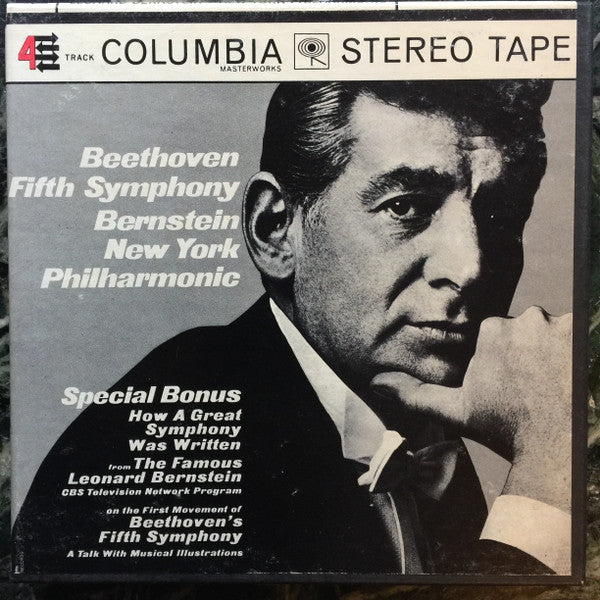 4 TRACK COLUMBIA MASTERWORKS STEREO TAPE
Beethoven
Fifth Symphony
Bernstein
New York
Philharmonic
Special Bonus
How A Great
Symphony
Was Written
from The Famous
Leonard Bernstein
CBS Television Network Program
on the First Movement of
Beethoven's
Fifth Symphony
A Talk With Musical Illustrations